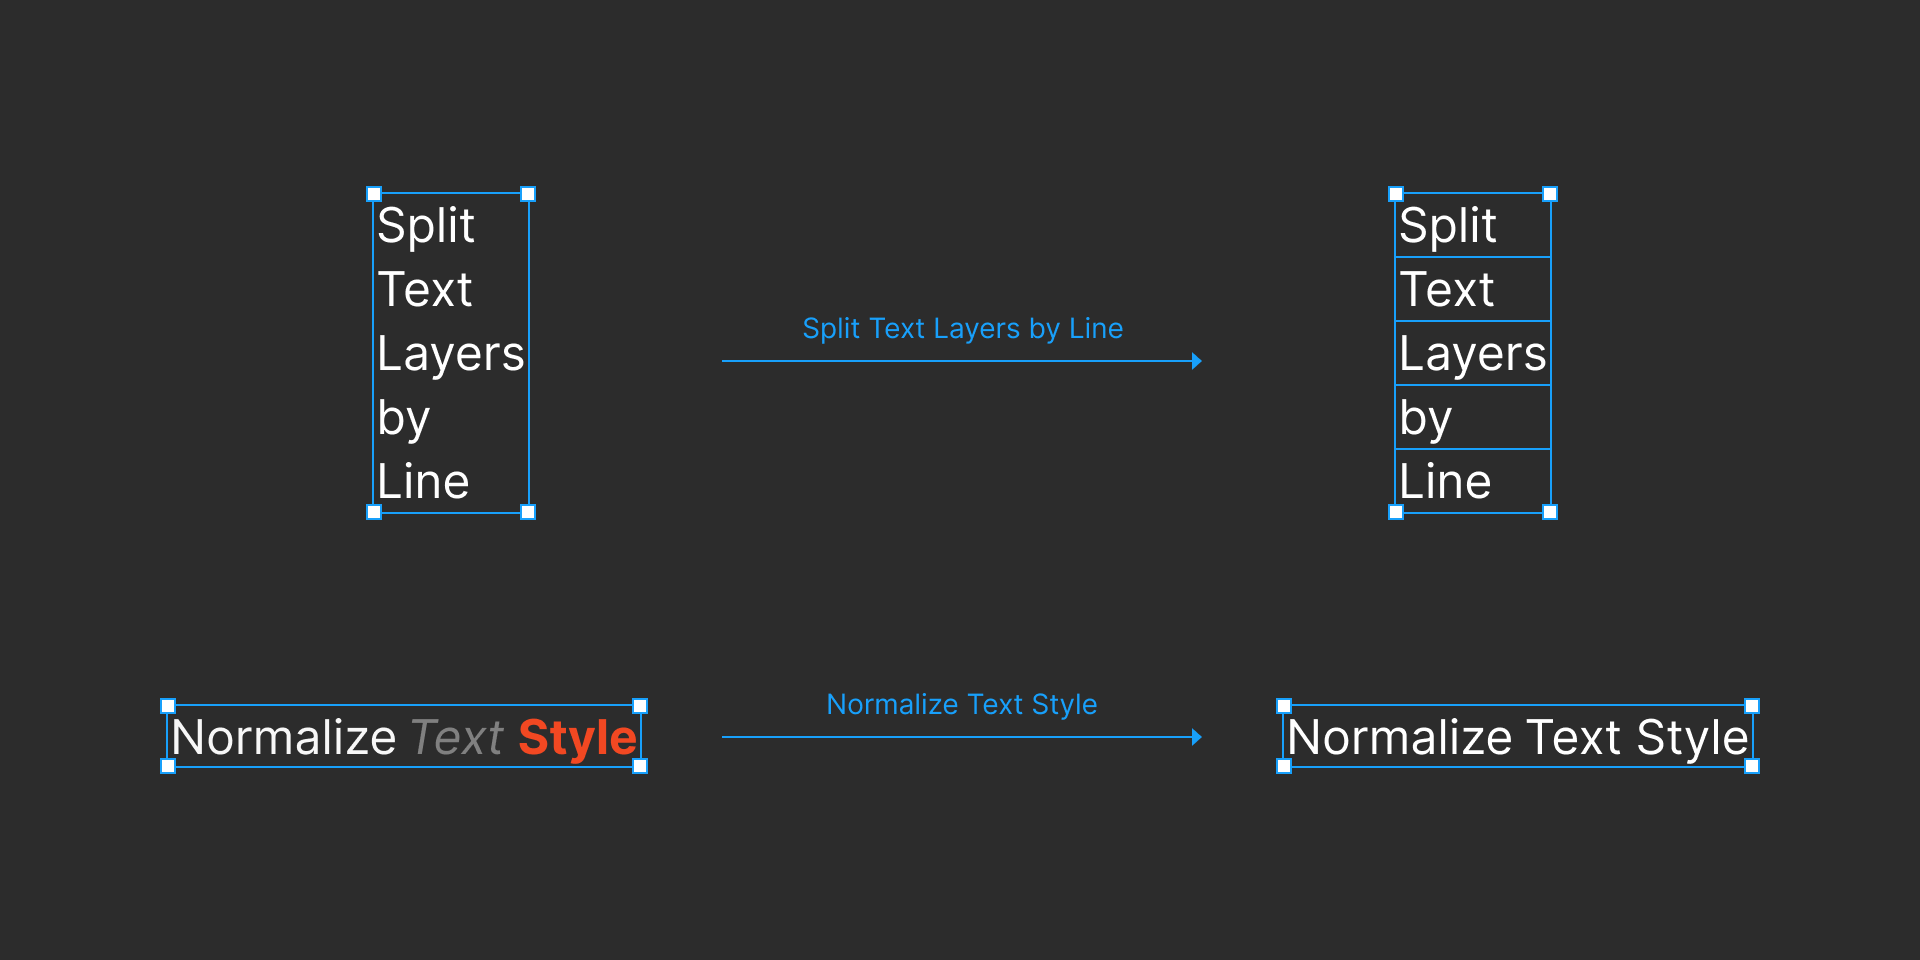 Split
Text
Layers
by
Line
Split Text Layers by Line
Split
Text
Layers
by
Line
Normalize Text Style
Normalize Text Style
Normalize Text Style